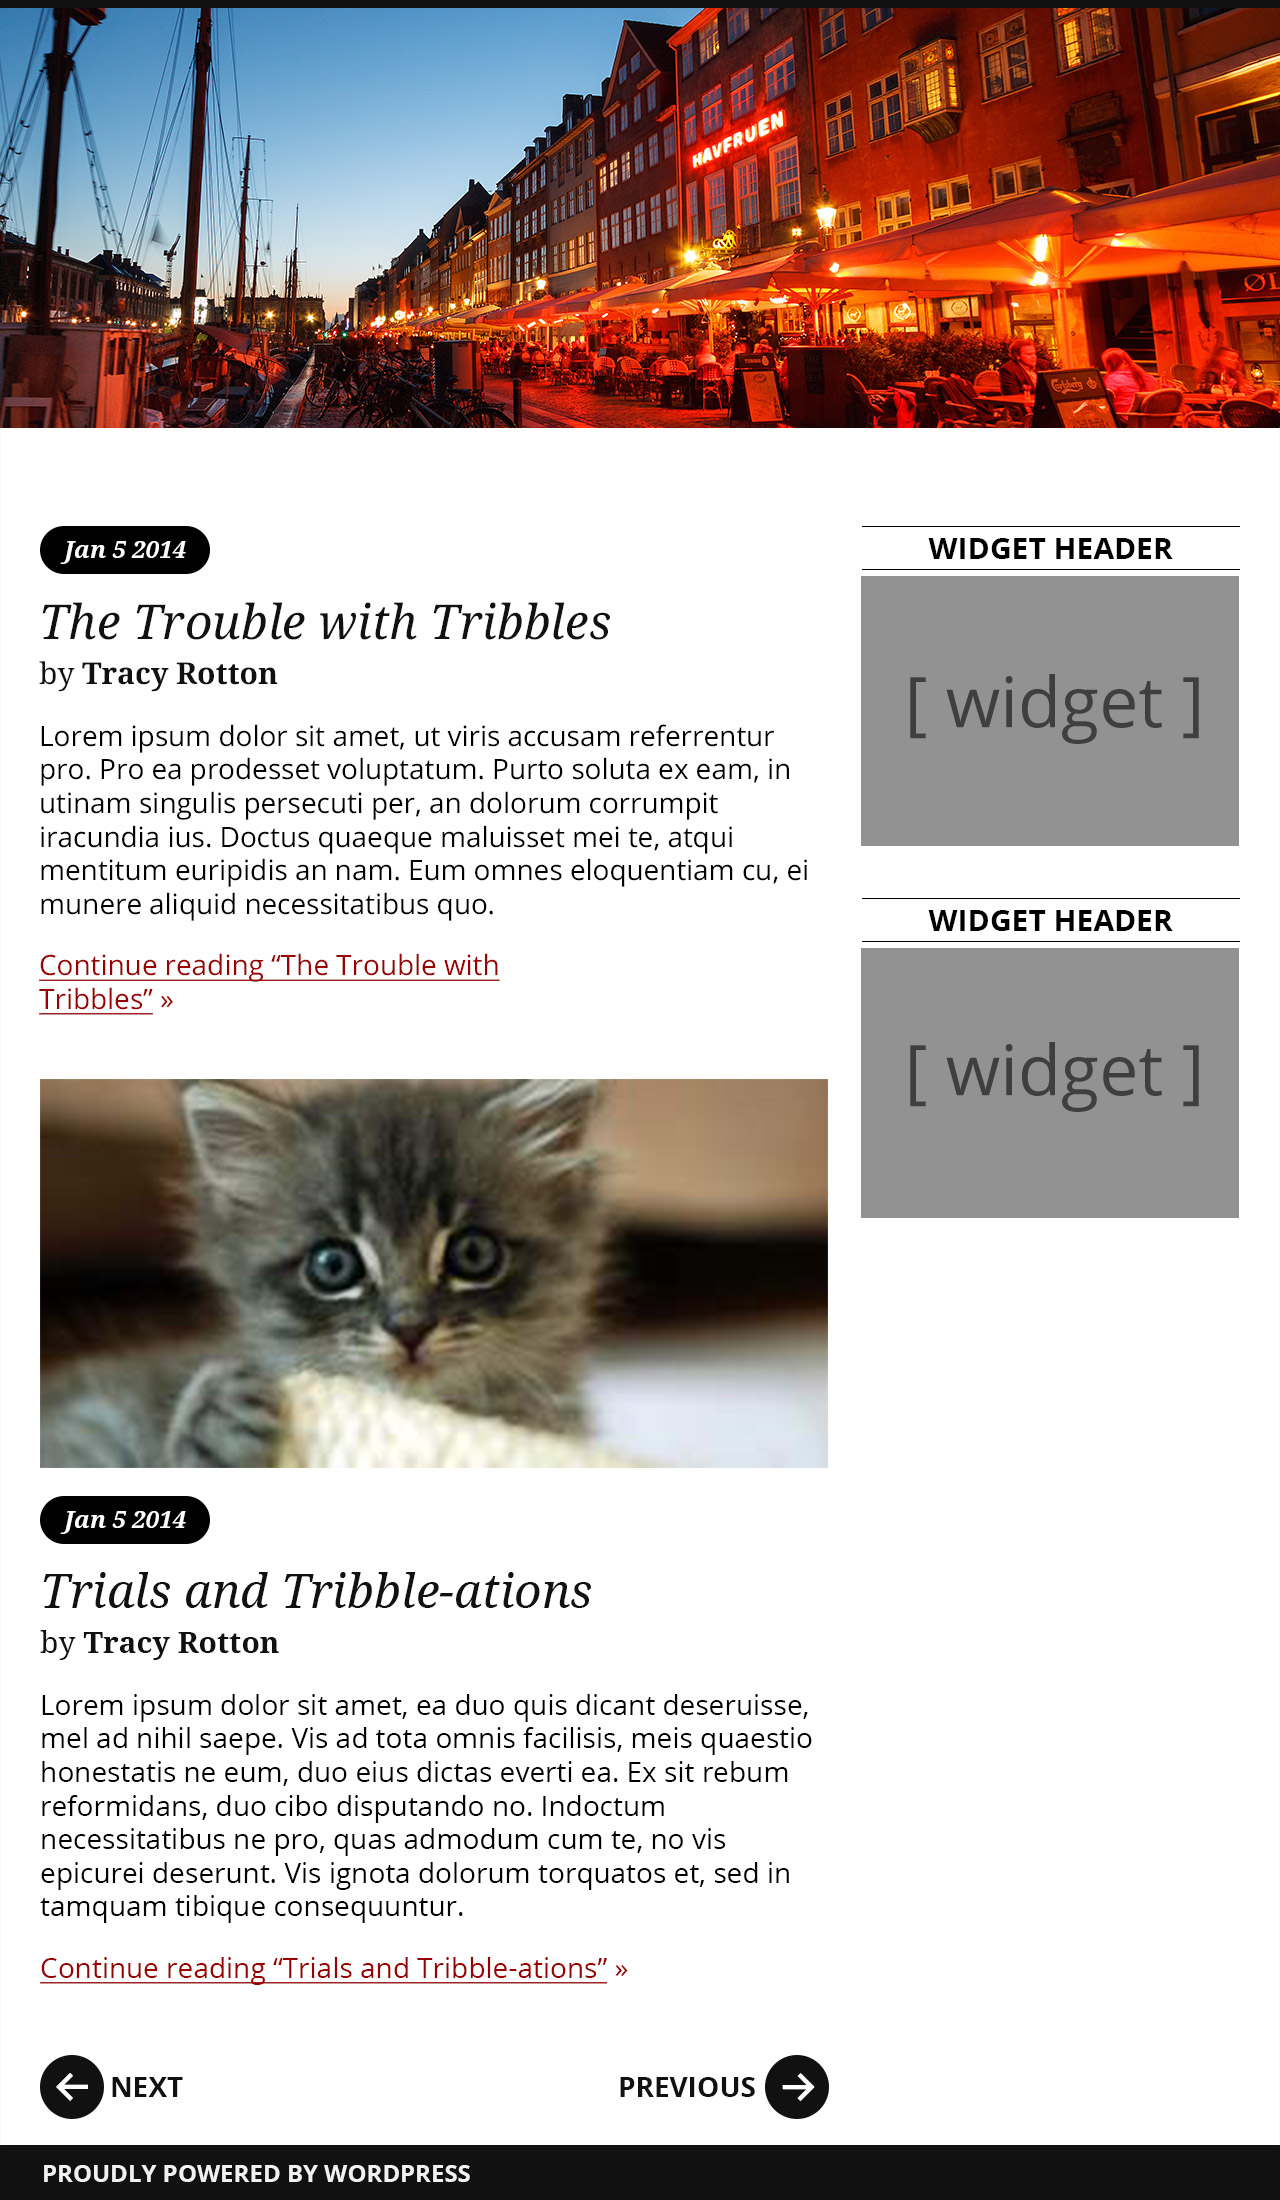 HAVFRUEN
ØL
Carlsberg
Jan 5 2014
The Trouble with Tribbles
by Tracy Rotton
Lorem ipsum dolor sit amet, ut viris accusam referrentur
pro. Pro ea prodesset voluptatum. Purto soluta ex eam, in
utinam singulis persecuti per, an dolorum corrumpit
iracundia ius. Doctus quaeque maluisset mei te, atqui
mentitum euripidis an nam. Eum omnes eloquentiam cu, ei
munere aliquid necessitatibus quo.
Continue reading “The Trouble with
Tribbles” »
Jan 5 2014
Trials and Tribble-ations
by Tracy Rotton
Lorem ipsum dolor sit amet, ea duo quis dicant deseruisse,
mel ad nihil saepe. Vis ad tota omnis facilisis, meis quaestio
honestatis ne eum, duo eius dictas everti ea. Ex sit rebum
reformidans, duo cibo disputando no. Indoctum
necessitatibus ne pro, quas admodum cum te, no vis
epicurei deserunt. Vis ignota dolorum torquatos et, sed in
tamquam tibique consequuntur.
Continue reading “Trials and Tribble-ations” »
NEXT
PREVIOUS
WIDGET HEADER
[ widget ]
WIDGET HEADER
[ widget ]
PROUDLY POWERED BY WORDPRESS